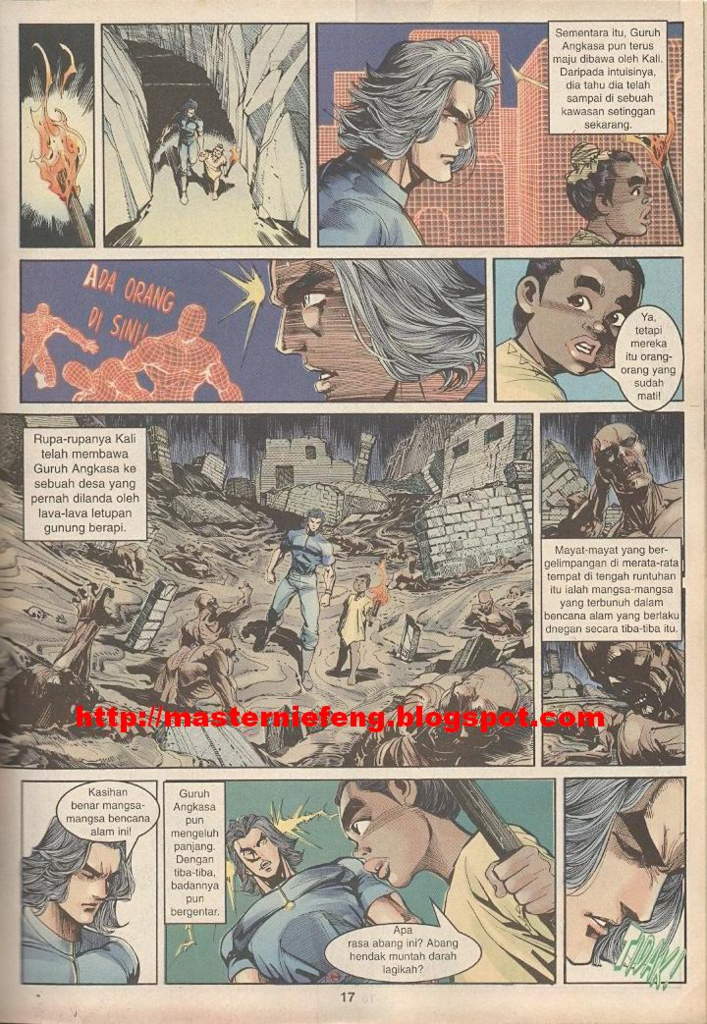 Sementara itu, Guruh
Angkasa pun terus
maju dibawa oleh Kali.
Daripada intuisinya,
dia tahu dia telah
sampai di sebuah
kawasan setinggan
sekarang.
ADA ORANG
DI SINI!
Ya,
tetapi
mereka
itu orang-
orang yang
sudah
mati!
Rupa-rupanya Kali
telah membawa
Guruh Angkasa ke
sebuah desa yang
pernah dilanda oleh
lava-lava letupan
gunung berapi.
Mayat-mayat yang ber-
gelimpangan di merata-rata
tempat di tengah runtuhan
itu ialah mangsa-mangsa
yang terbunuh dalam
bencana alam yang berlaku
dnegan secara tiba-tiba itu.
http://masterniefeng.blogspot.com
Kasihan
benar mangsa-
mangsa bencana
alam ini!
Guruh
Angkasa
pun
mengeluh
panjang.
Dengan
tiba-tiba,
badannya
pun
bergentar.
Apa
rasa abang ini? Abang
hendak muntah darah
lagikah?
TIDAK!
17